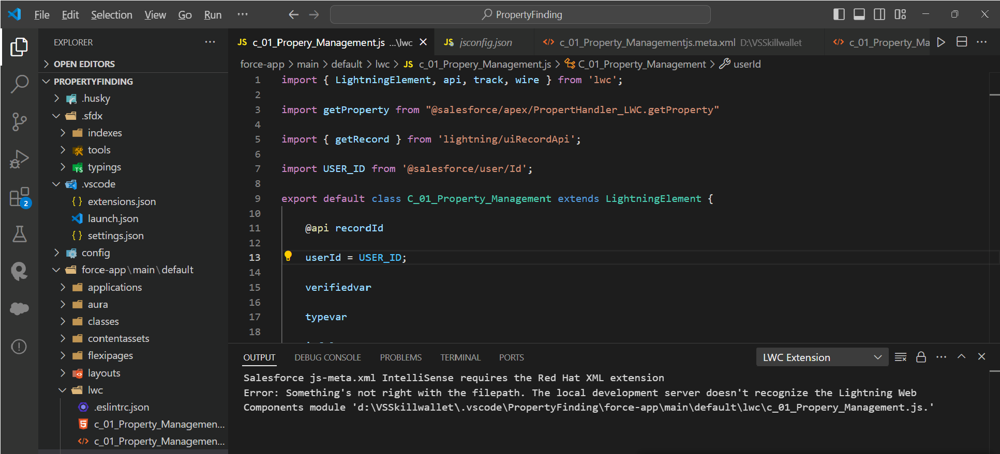 File Edit Selection View Go Run ··· PropertyFinding
EXPLORER ···
OPEN EDITORS
PROPERTYFINDING
.husky
.sfdx
indexes
tools
TS typings
.vscode
{} extensions.json
launch.json
{} settings.json
config
force-app\main\default
applications
aura
classes
contentassets
flexipages
layouts
lwc
.eslintrc.json
c_01_Property_Managemen...
c_01_Property_Managemen...
2
JS c_01_Propery_Management.js ...\lwc
JS jsconfig.json
c_01_Property_Managementjs.meta.xml D:\VSSkillwallet
c_01_Property_Ma
force-app > main > default > lwc > JS c_01_Propery_Management.js > C_01_Property_Management > userId
1 import { LightningElement, api, track, wire } from 'lwc';
2
3 import getProperty from "@salesforce/apex/PropertHandler_LWC.getProperty"
4
5 import { getRecord } from 'lightning/uiRecordApi';
6
7 import USER_ID from '@salesforce/user/Id';
8
9 export default class C_01_Property_Management extends LightningElement {
10
11 @api recordId
12
13 userId = USER_ID;
14
15 verifiedvar
16
17 typevar
18
OUTPUT DEBUG CONSOLE PROBLEMS TERMINAL PORTS LWC Extension
Salesforce js-meta.xml IntelliSense requires the Red Hat XML extension
Error: Something's not right with the filepath. The local development server doesn't recognize the Lightning Web
Components module 'd:\VSSkillwallet\.vscode\PropertyFinding\force-app\main\default\lwc\c_01_Propery_Management.js.'